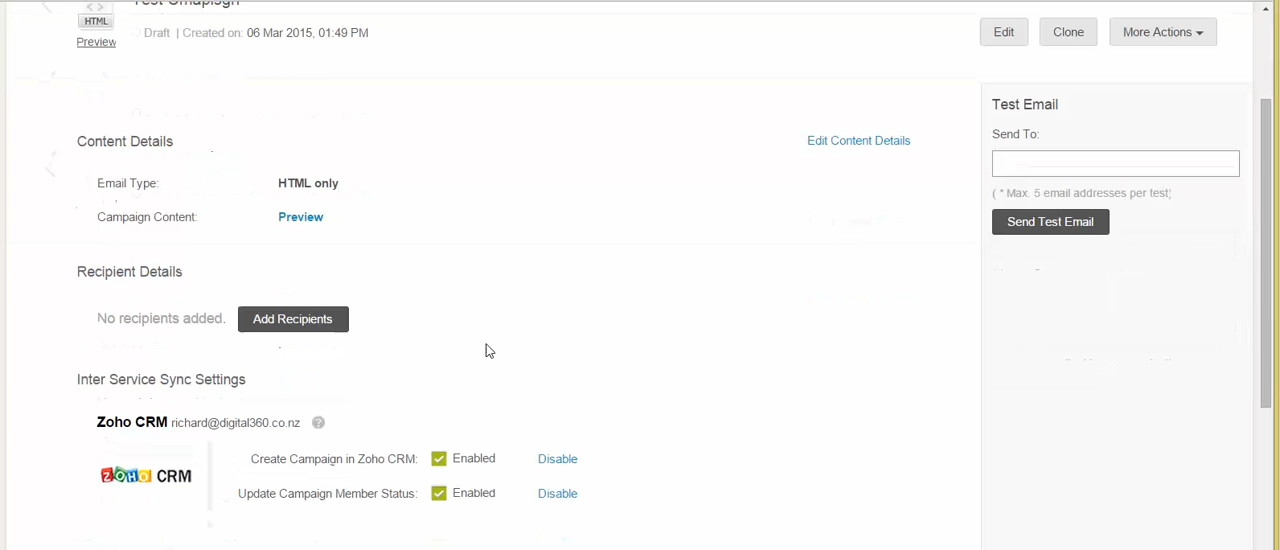 Test Cmapisgn
HTML
Preview
Draft | Created on: 06 Mar 2015, 01:49 PM
Edit
Clone
More Actions
Content Details
Edit Content Details
Email Type: HTML only
Campaign Content: Preview
Recipient Details
No recipients added. Add Recipients
Inter Service Sync Settings
Zoho CRM richard@digital360.co.nz ?
ZOHO CRM
Create Campaign in Zoho CRM: Enabled Disable
Update Campaign Member Status: Enabled Disable
Test Email
Send To:
( * Max. 5 email addresses per test)
Send Test Email